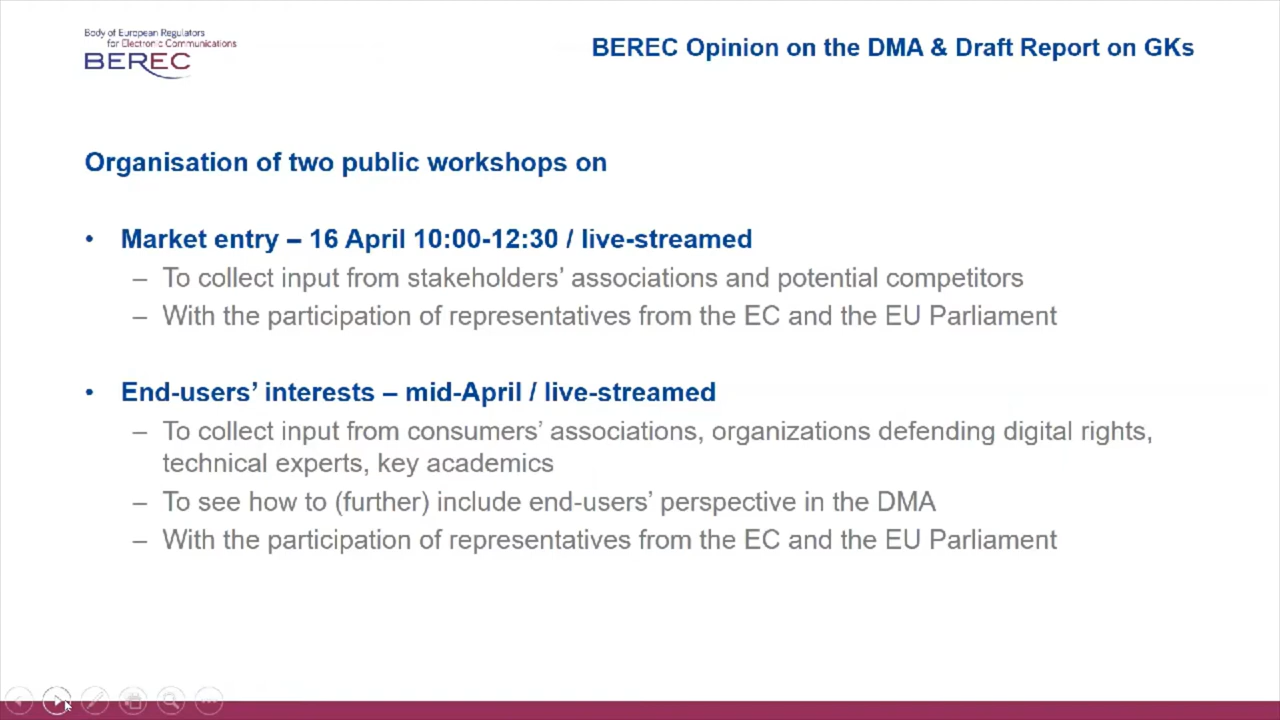 Body of European Regulators
for Electronic Communications
BEREC
BEREC Opinion on the DMA & Draft Report on GKs
Organisation of two public workshops on
• Market entry – 16 April 10:00-12:30 / live-streamed
– To collect input from stakeholders’ associations and potential competitors
– With the participation of representatives from the EC and the EU Parliament
• End-users’ interests – mid-April / live-streamed
– To collect input from consumers’ associations, organizations defending digital rights,
technical experts, key academics
– To see how to (further) include end-users’ perspective in the DMA
– With the participation of representatives from the EC and the EU Parliament